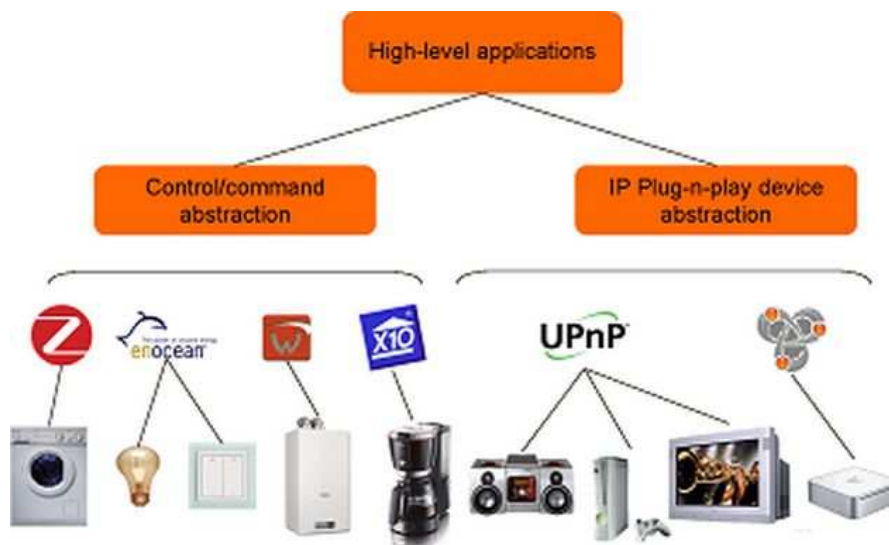 High-level applications
Control/command
abstraction
IP Plug-n-play device
abstraction
Z
enocean
W
X10
UPnP